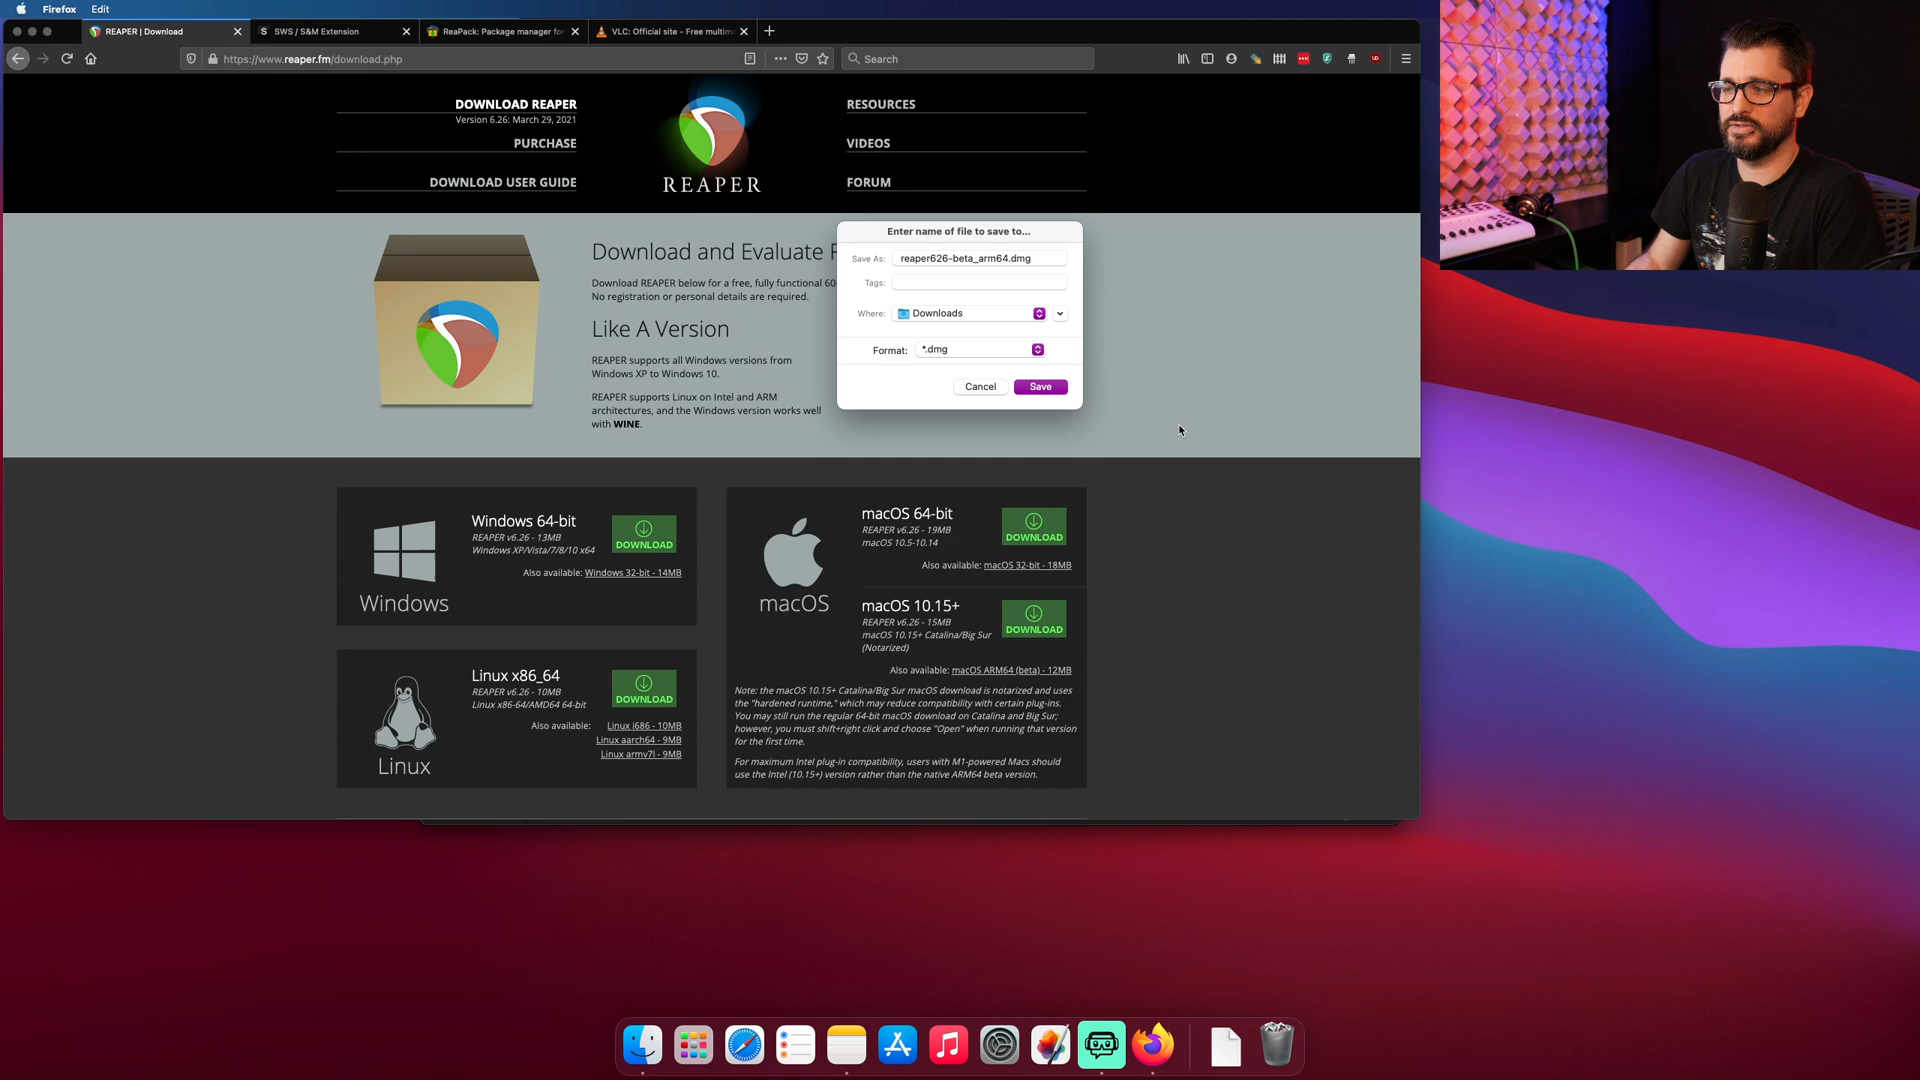 Firefox Edit
REAPER | Download
SWS / S&M Extension
ReaPack: Package manager for
VLC: Official site - Free multim
https://www.reaper.fm/download.php
Search
DOWNLOAD REAPER
Version 6.26: March 29, 2021
PURCHASE
DOWNLOAD USER GUIDE
REAPER
RESOURCES
VIDEOS
FORUM
Download and Evaluate
Download REAPER below for a free, fully functional 60
No registration or personal details are required.
Like A Version
REAPER supports all Windows versions from
Windows XP to Windows 10.
REAPER supports Linux on Intel and ARM
architectures, and the Windows version works well
with WINE.
Enter name of file to save to...
Save As: reaper626-beta_arm64.dmg
Tags:
Where: Downloads
Format: *.dmg
Cancel Save
Windows
Windows 64-bit
REAPER v6.26 - 13MB
Windows XP/Vista/7/8/10 x64
DOWNLOAD
Also available: Windows 32-bit - 14MB
Linux
Linux x86_64
REAPER v6.26 - 10MB
Linux x86-64/AMD64 64-bit
DOWNLOAD
Also available: Linux i686 - 10MB
Linux aarch64 - 9MB
Linux armv7l - 9MB
macOS
macOS 64-bit
REAPER v6.26 - 19MB
macOS 10.5-10.14
DOWNLOAD
Also available: macOS 32-bit - 18MB
macOS 10.15+
REAPER v6.26 - 15MB
macOS 10.15+ Catalina/Big Sur
(Notarized)
DOWNLOAD
Also available: macOS ARM64 (beta) - 12MB
Note: the macOS 10.15+ Catalina/Big Sur macOS download is notarized and uses
the "hardened runtime," which may reduce compatibility with certain plug-ins.
You may still run the regular 64-bit macOS download on Catalina and Big Sur;
however, you must shift+right click and choose "Open" when running that version
for the first time.
For maximum Intel plug-in compatibility, users with M1-powered Macs should
use the Intel (10.15+) version rather than the native ARM64 beta version.